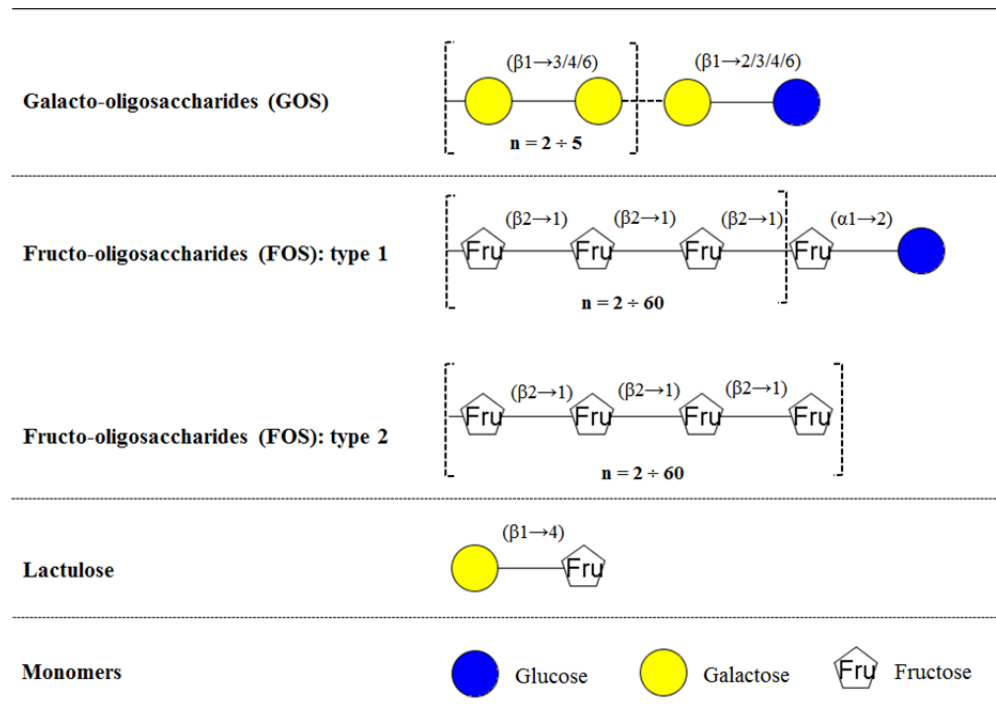 (β1→3/4/6) (β1→2/3/4/6)
Galacto-oligosaccharides (GOS)
n = 2 ÷ 5
(β2→1) (β2→1) (β2→1) (α1→2)
Fructo-oligosaccharides (FOS): type 1 Fru Fru Fru Fru
n = 2 ÷ 60
(β2→1) (β2→1) (β2→1)
Fru Fru Fru Fru
Fructo-oligosaccharides (FOS): type 2
n = 2 ÷ 60
(β1→4)
Lactulose Fru
Monomers Glucose Galactose Fru Fructose